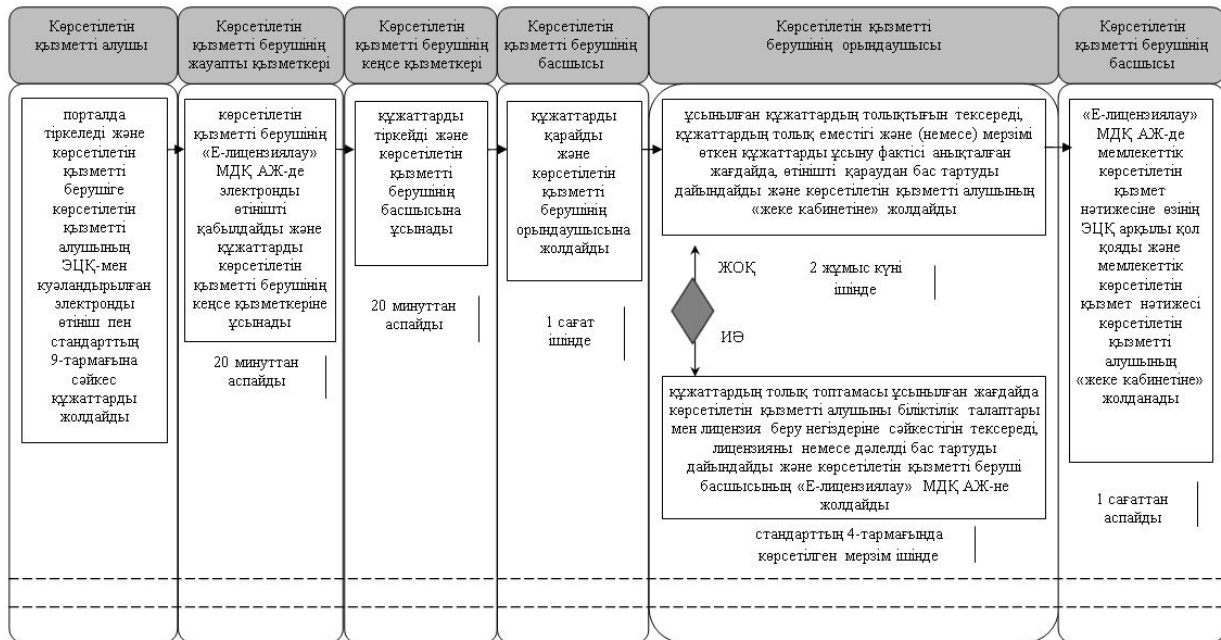 Көрсетілетін
қызметті алушы
Көрсетілетін
қызметті берушінің
жауапты қызметкері
Көрсетілетін
қызметті берушінің
кеңсе қызметкері
Көрсетілетін
қызметті берушінің
басшысы
Көрсетілетін қызметті
берушінің орындаушысы
Көрсетілетін
қызметті берушінің
басшысы
порталда
тіркеледі және
көрсетілетін
қызметті
берушіге
көрсетілетін
қызметті
алушының
ЭЦҚ-мен
куәландырылған
электронды
өтініш пен
стандарттың
9-тармағына
сәйкес
құжаттарды
жолдайды
көрсетілетін
қызметті берушінің
«Е-лицензиялау»
МДҚ АЖ-де
электронды
өтінішті
қабылдайды және
құжаттарды
көрсетілетін
қызметті берушінің
кеңсе қызметкеріне
ұсынады
20 минуттан
аспайды
құжаттарды
тіркейді және
көрсетілетін
қызметті
берушінің
басшысына
ұсынады
20 минуттан
аспайды
құжаттарды
қарайды
және
көрсетілетін
қызметті
берушінің
орындаушысына
жолдайды
1 сағат
ішінде
ұсынылған құжаттардың толықтығын тексереді,
құжаттардың толық еместігі және (немесе) мерзімі
өткен құжаттарды ұсыну фактісі анықталған
жағдайда, өтінішті қараудан бас тартуды
дайындайды және көрсетілетін қызметті алушының
«жеке кабинетіне» жолдайды
ЖОҚ
2 жұмыс күні
ішінде
ИӘ
құжаттардың толық топтамасы ұсынылған жағдайда
көрсетілетін қызметті алушыны біліктілік талаптары
мен лицензия беру негіздеріне сәйкестігін тексереді,
лицензияны немесе дәлелді бас тартуды
дайындайды және көрсетілетін қызметті беруші
басшысының «Е-лицензиялау» МДҚ АЖ-не
жолдайды
стандарттың 4-тармағында
көрсетілген мерзім ішінде
«Е-лицензиялау»
МДҚ АЖ-де
мемлекеттік
көрсетілетін
қызмет
нәтижесіне өзінің
ЭЦҚ арқылы қол
қояды және
мемлекеттік
көрсетілетін
қызмет нәтижесі
көрсетілетін
қызметті
алушының
«жеке кабинетіне»
жолданады
1 сағаттан
аспайды